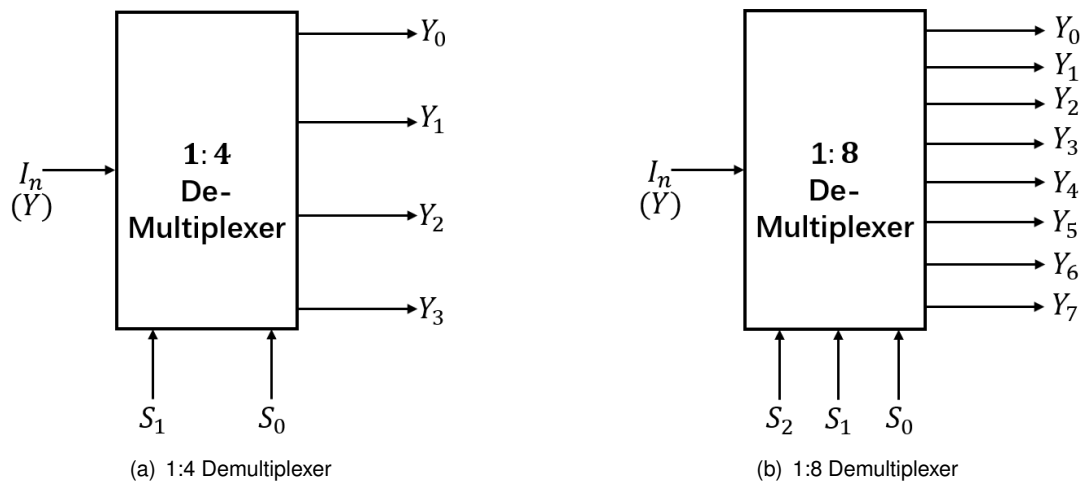 Y₀
Y₁
Y₂
Y₃
1: 4
De-
Multiplexer
Iₙ
(Y)
S₁ S₀
(a) 1:4 Demultiplexer
Y₀
Y₁
Y₂
Y₃
Y₄
Y₅
Y₆
Y₇
1: 8
De-
Multiplexer
Iₙ
(Y)
S₂ S₁ S₀
(b) 1:8 Demultiplexer